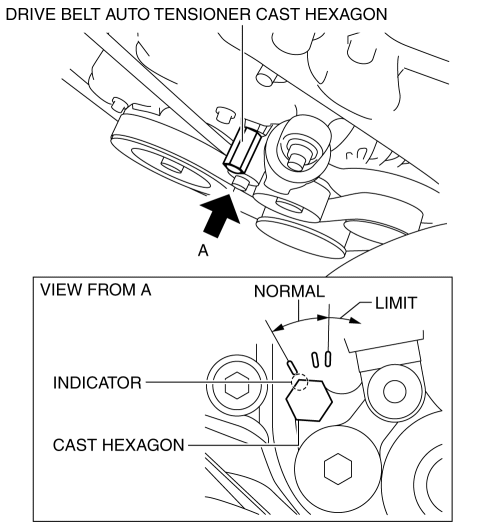 DRIVE BELT AUTO TENSIONER CAST HEXAGON
A
VIEW FROM A
NORMAL
LIMIT
INDICATOR
CAST HEXAGON